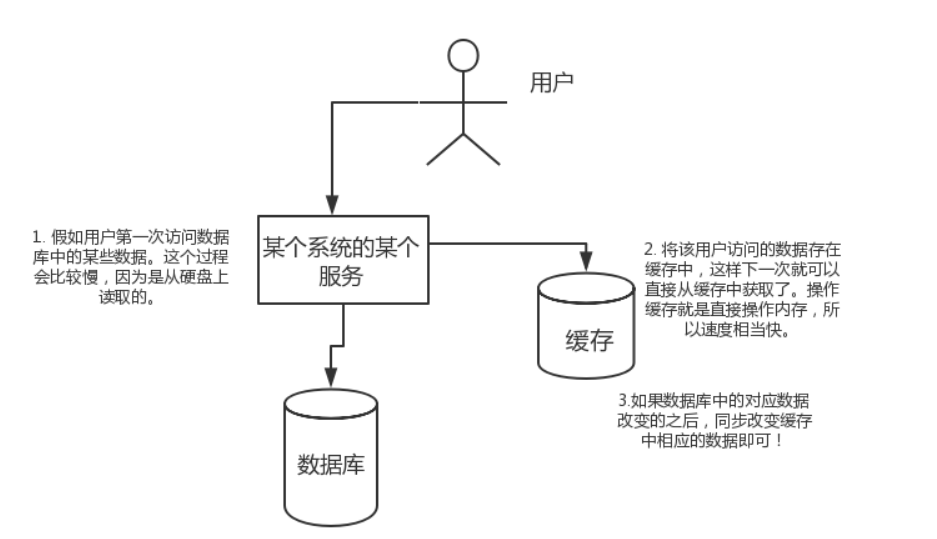 用户
1. 假如用户第一次访问数据
库中的某些数据。这个过程
会比较慢，因为是从硬盘上
读取的。
某个系统的某个
服务
2. 将该用户访问的数据存在
缓存中，这样下一次就可以
直接从缓存中获取了。操作
缓存就是直接操作内存，所
以速度相当快。
缓存
3.如果数据库中的对应数据
改变的之后，同步改变缓存
中相应的数据即可！
数据库